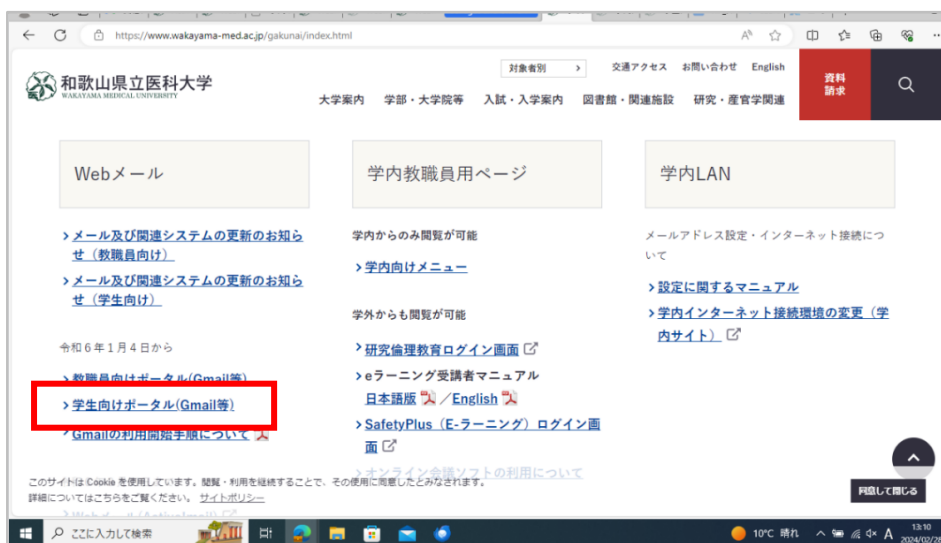 https://www.wakayama-med.ac.jp/gakunai/index.html
和歌山県立医科大学
WAKAYAMA MEDICAL UNIVERSITY
対象者別 > 交通アクセス お問い合わせ English
資料
請求
大学案内 学部・大学院等 入試・入学案内 図書館・関連施設 研究・産官学関連
Webメール
メール及び関連システムの更新のお知ら
せ（教職員向け）
メール及び関連システムの更新のお知ら
せ（学生向け）
令和6年1月4日から
教職員向けポータル(Gmail等)
学生向けポータル(Gmail等)
Gmailの利用開始手順について
Webメール(Active!mail)
学内教職員用ページ
学内からのみ閲覧が可能
学内向けメニュー
学外からも閲覧が可能
研究倫理教育ログイン画面
eラーニング受講者マニュアル
日本語版／English
SafetyPlus（E-ラーニング）ログイン画
面
オンライン会議ソフトの利用について
学内LAN
メールアドレス設定・インターネット接続につ
いて
設定に関するマニュアル
学内インターネット接続環境の変更（学
内サイト）
このサイトは Cookie を使用しています。閲覧・利用を継続することで、その使用に同意したとみなされます。
詳細についてはこちらをご覧ください。 サイトポリシー
同意して閉じる
ここに入力して検索
10°C 晴れ
A
13:10
2024/02/26